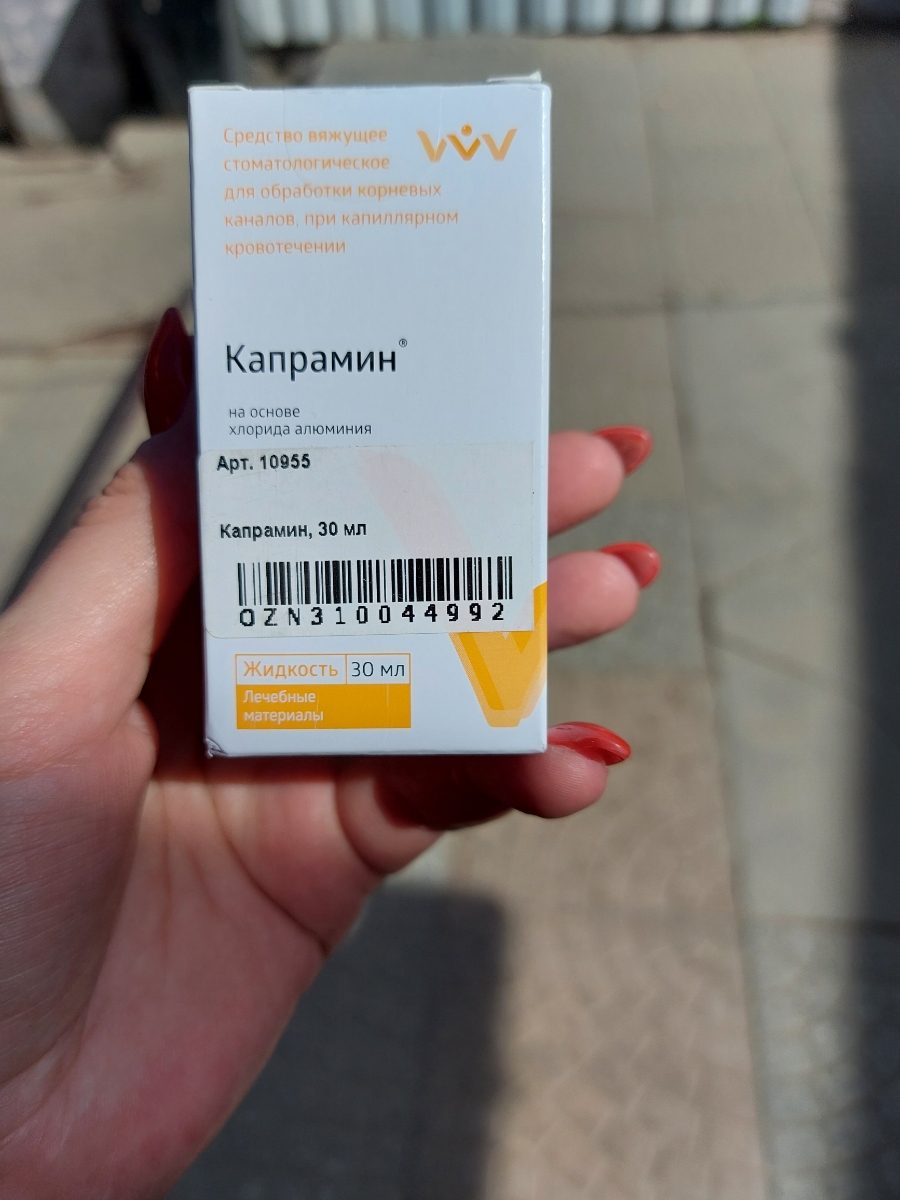 Средство вяжущее
стоматологическое
для обработки корневых
каналов, при капиллярном
кровотечении
VVV
Капрамин®
на основе
хлорида алюминия
Арт. 10955
Капрамин, 30 мл
OZN310044992
Жидкость 30 мл
Лечебные
материалы